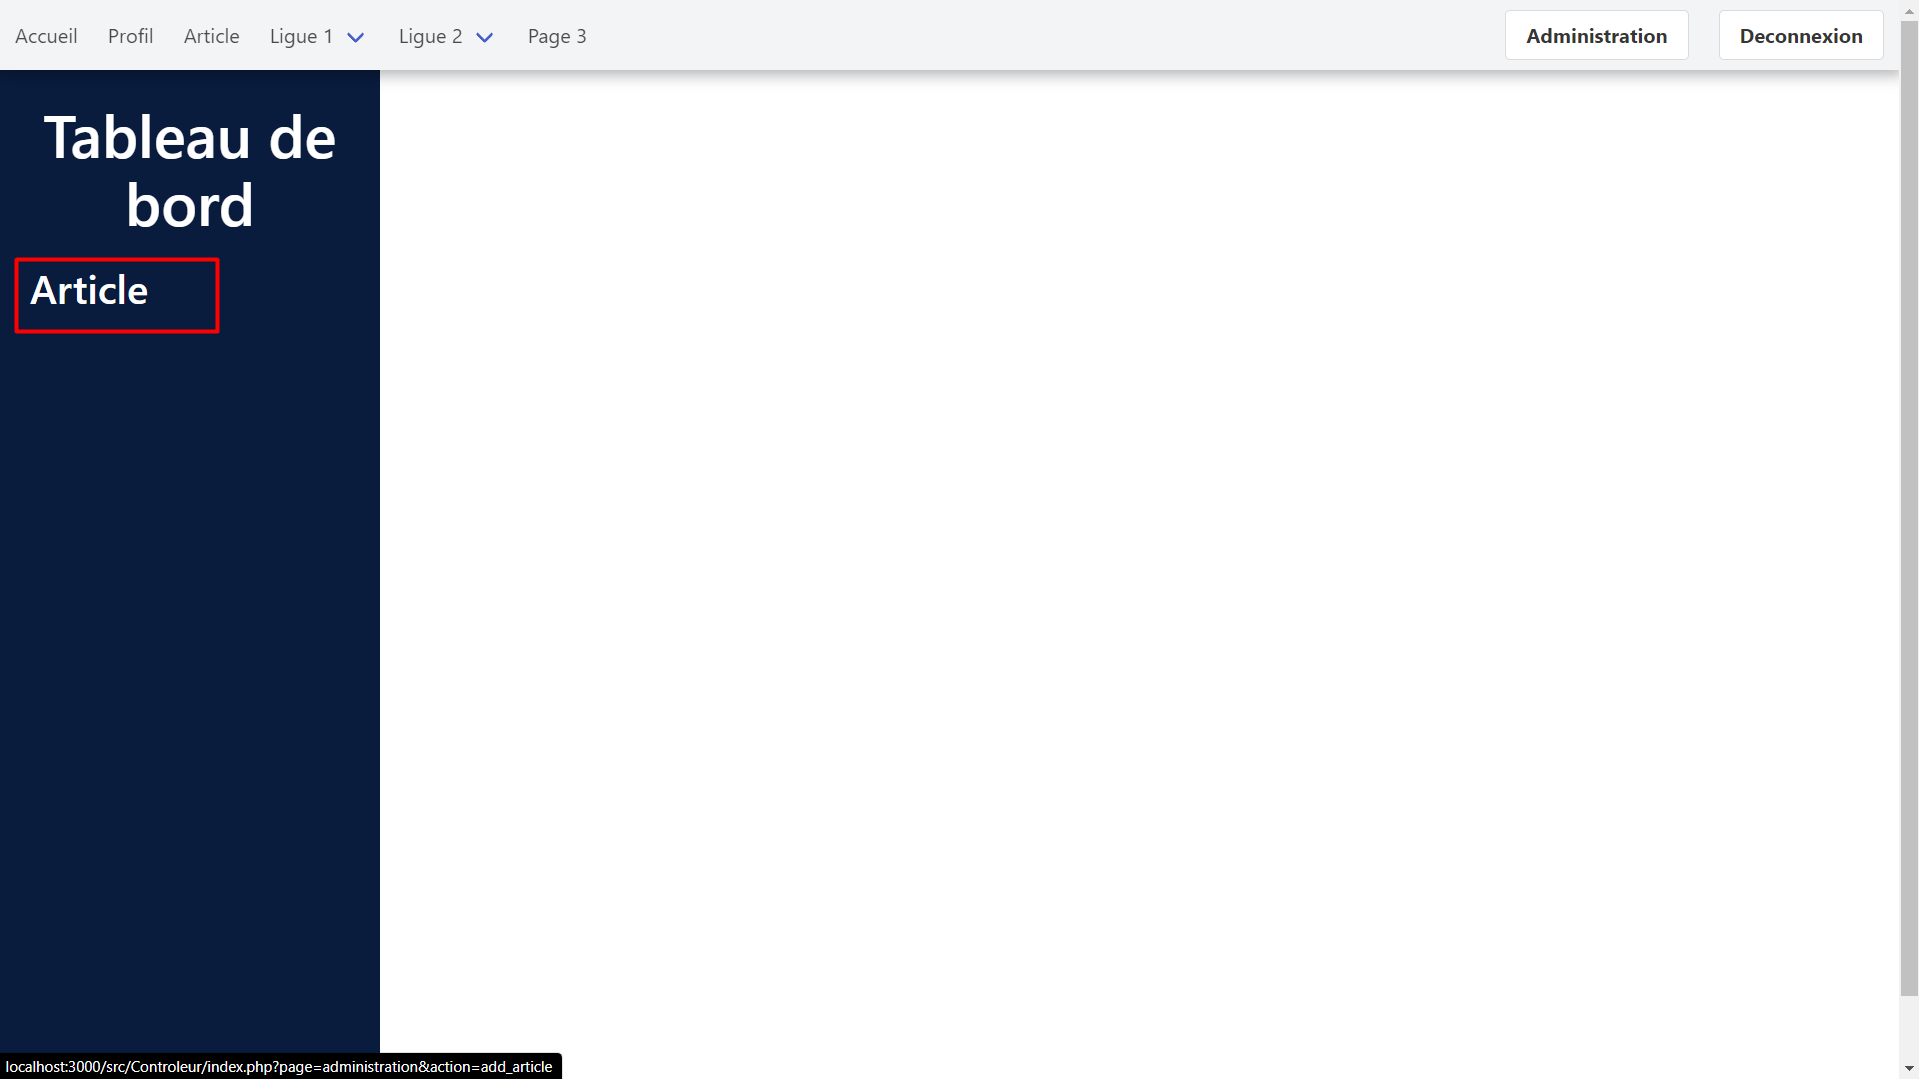 Accueil Profil Article Ligue 1 Ligue 2 Page 3 Administration Deconnexion
Tableau de
bord
Article
localhost:3000/src/Controleur/index.php?page=administration&action=add_article